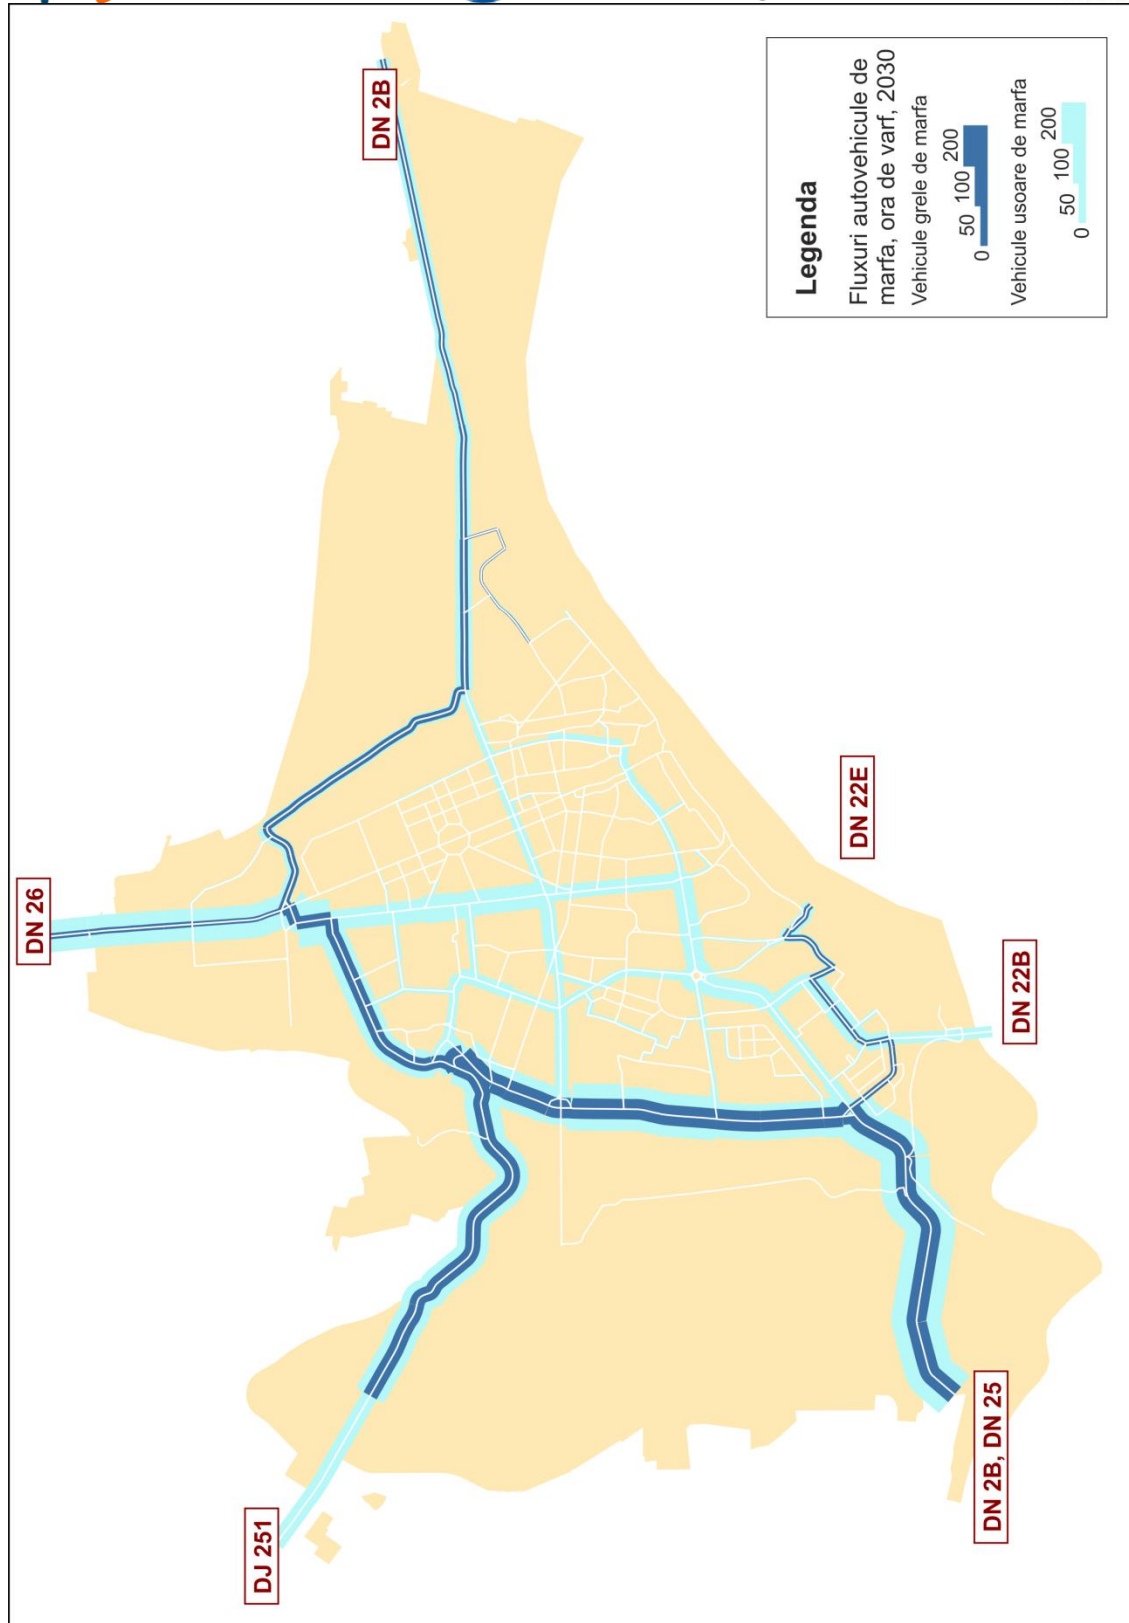 DJ 251
DN 26
DN 2B
DN 2B, DN 25
DN 22B
DN 22E
Legenda
Fluxuri autovehicule de
marfa, ora de varf, 2030
Vehicule grele de marfa
0 50 100 200
Vehicule usoare de marfa
0 50 100 200